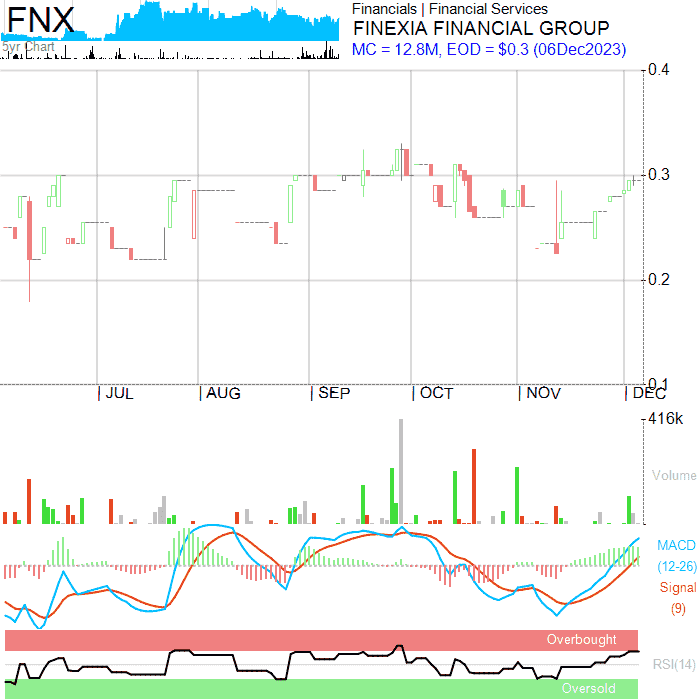 FNX
5yr Chart
Financials | Financial Services
FINEXIA FINANCIAL GROUP
MC = 12.8M, EOD = $0.3 (06Dec2023)
0.4
0.3
0.2
0.1
JUL
AUG
SEP
OCT
NOV
DEC
416k
Volume
MACD
(12-26)
Signal
(9)
Overbought
RSI(14)
Oversold